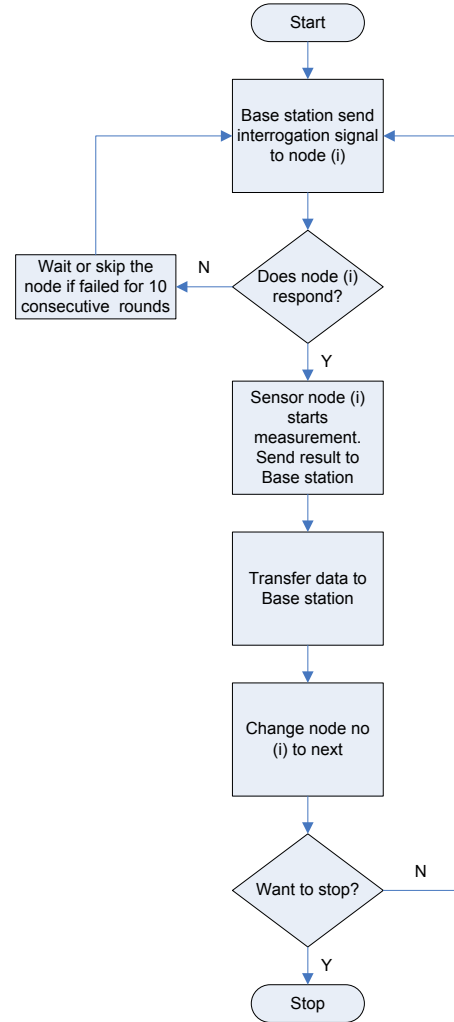 Start
Base station send
interrogation signal
to node (i)
Wait or skip the
node if failed for 10
consecutive rounds
N
Does node (i)
respond?
Y
Sensor node (i)
starts
measurement.
Send result to
Base station
Transfer data to
Base station
Change node no
(i) to next
Want to stop?
N
Y
Stop